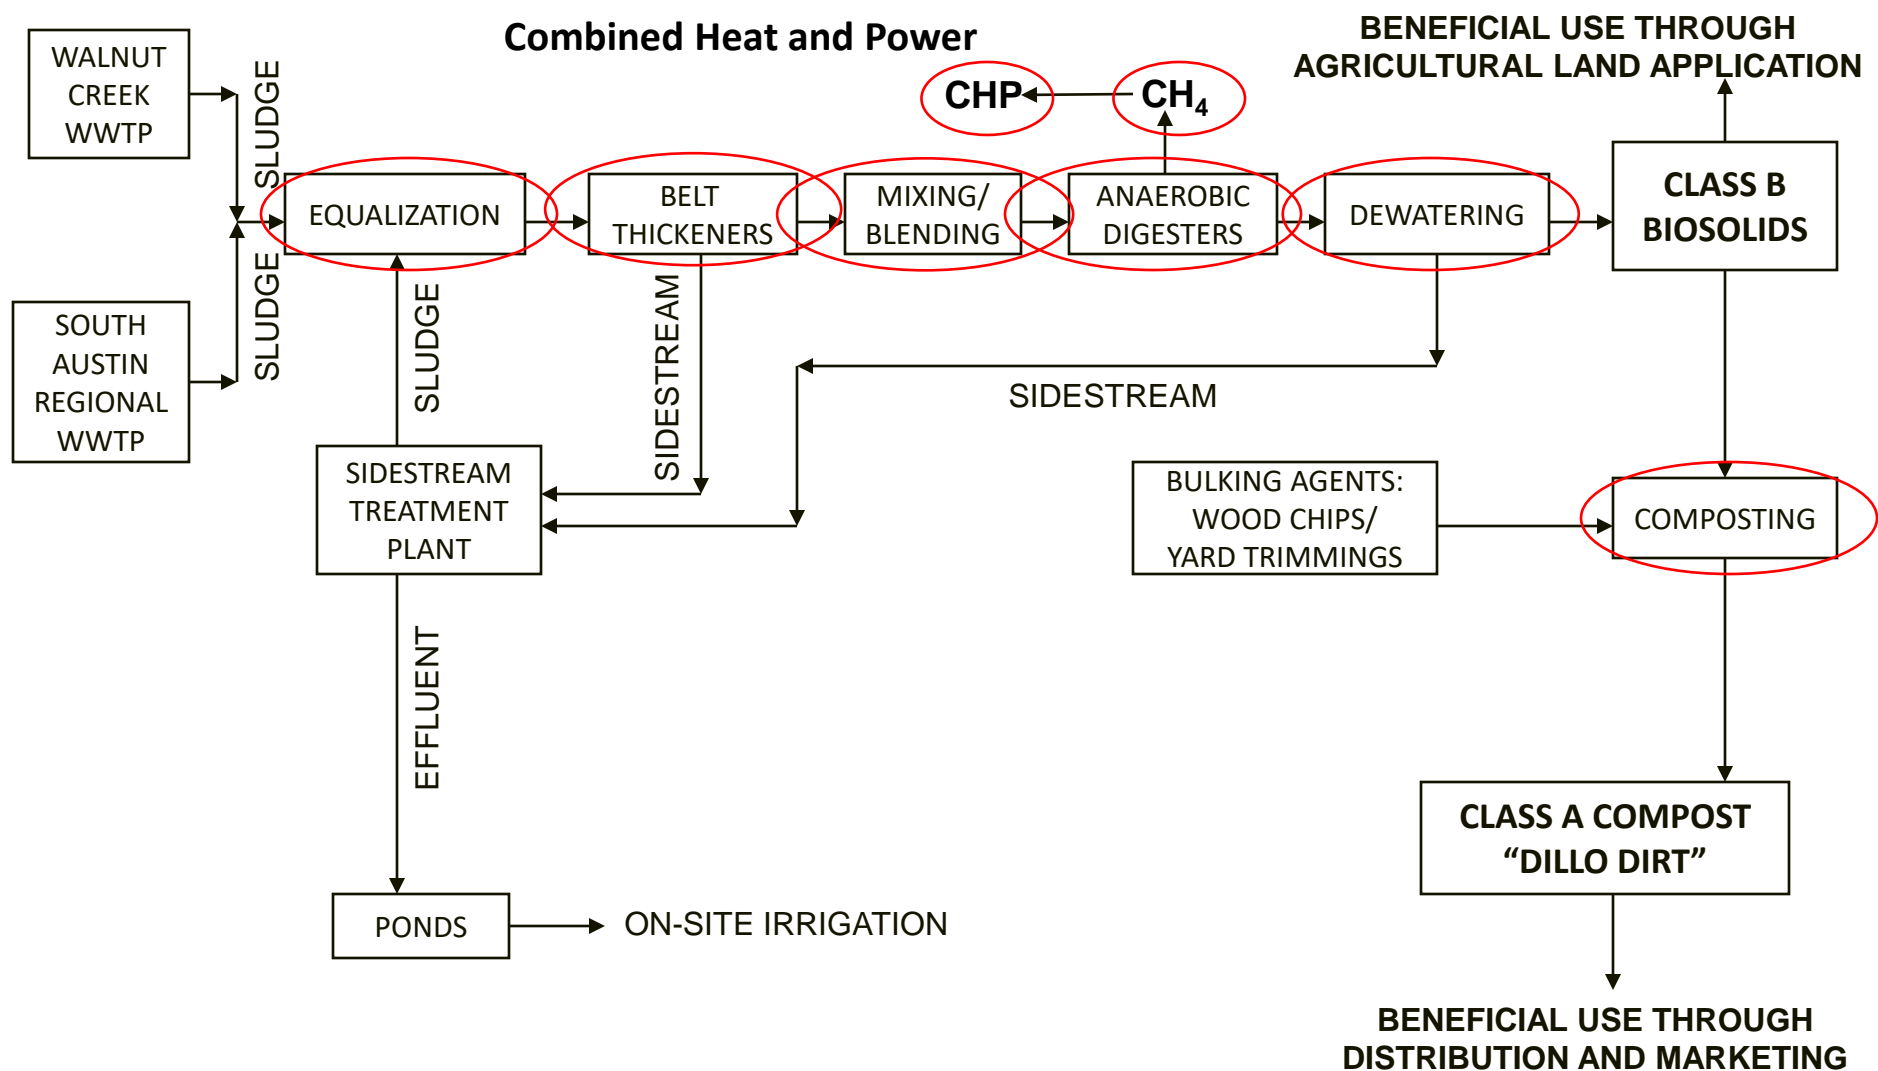 Combined Heat and Power
BENEFICIAL USE THROUGH
AGRICULTURAL LAND APPLICATION
WALNUT
CREEK
WWTP
SLUDGE
CHP
CH₄
EQUALIZATION
BELT
THICKENERS
MIXING/
BLENDING
ANAEROBIC
DIGESTERS
DEWATERING
CLASS B
BIOSOLIDS
SOUTH
AUSTIN
REGIONAL
WWTP
SLUDGE
SLUDGE
SIDESTREAM
SIDESTREAM
SIDESTREAM
TREATMENT
PLANT
BULKING AGENTS:
WOOD CHIPS/
YARD TRIMMINGS
COMPOSTING
EFFLUENT
CLASS A COMPOST
“DILLO DIRT”
PONDS
ON-SITE IRRIGATION
BENEFICIAL USE THROUGH
DISTRIBUTION AND MARKETING